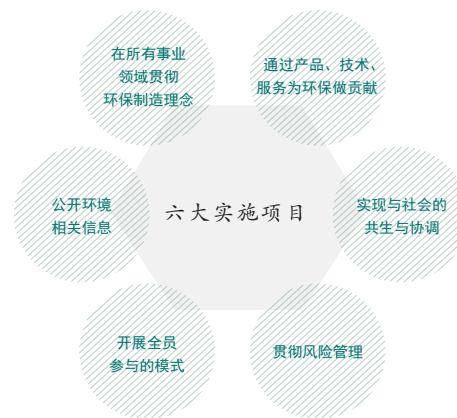 在所有事业
领域贯彻
环保制造理念
通过产品、技术、
服务为环保做贡献
公开环境
相关信息
六大实施项目
实现与社会的
共生与协调
开展全员
参与的模式
贯彻风险管理